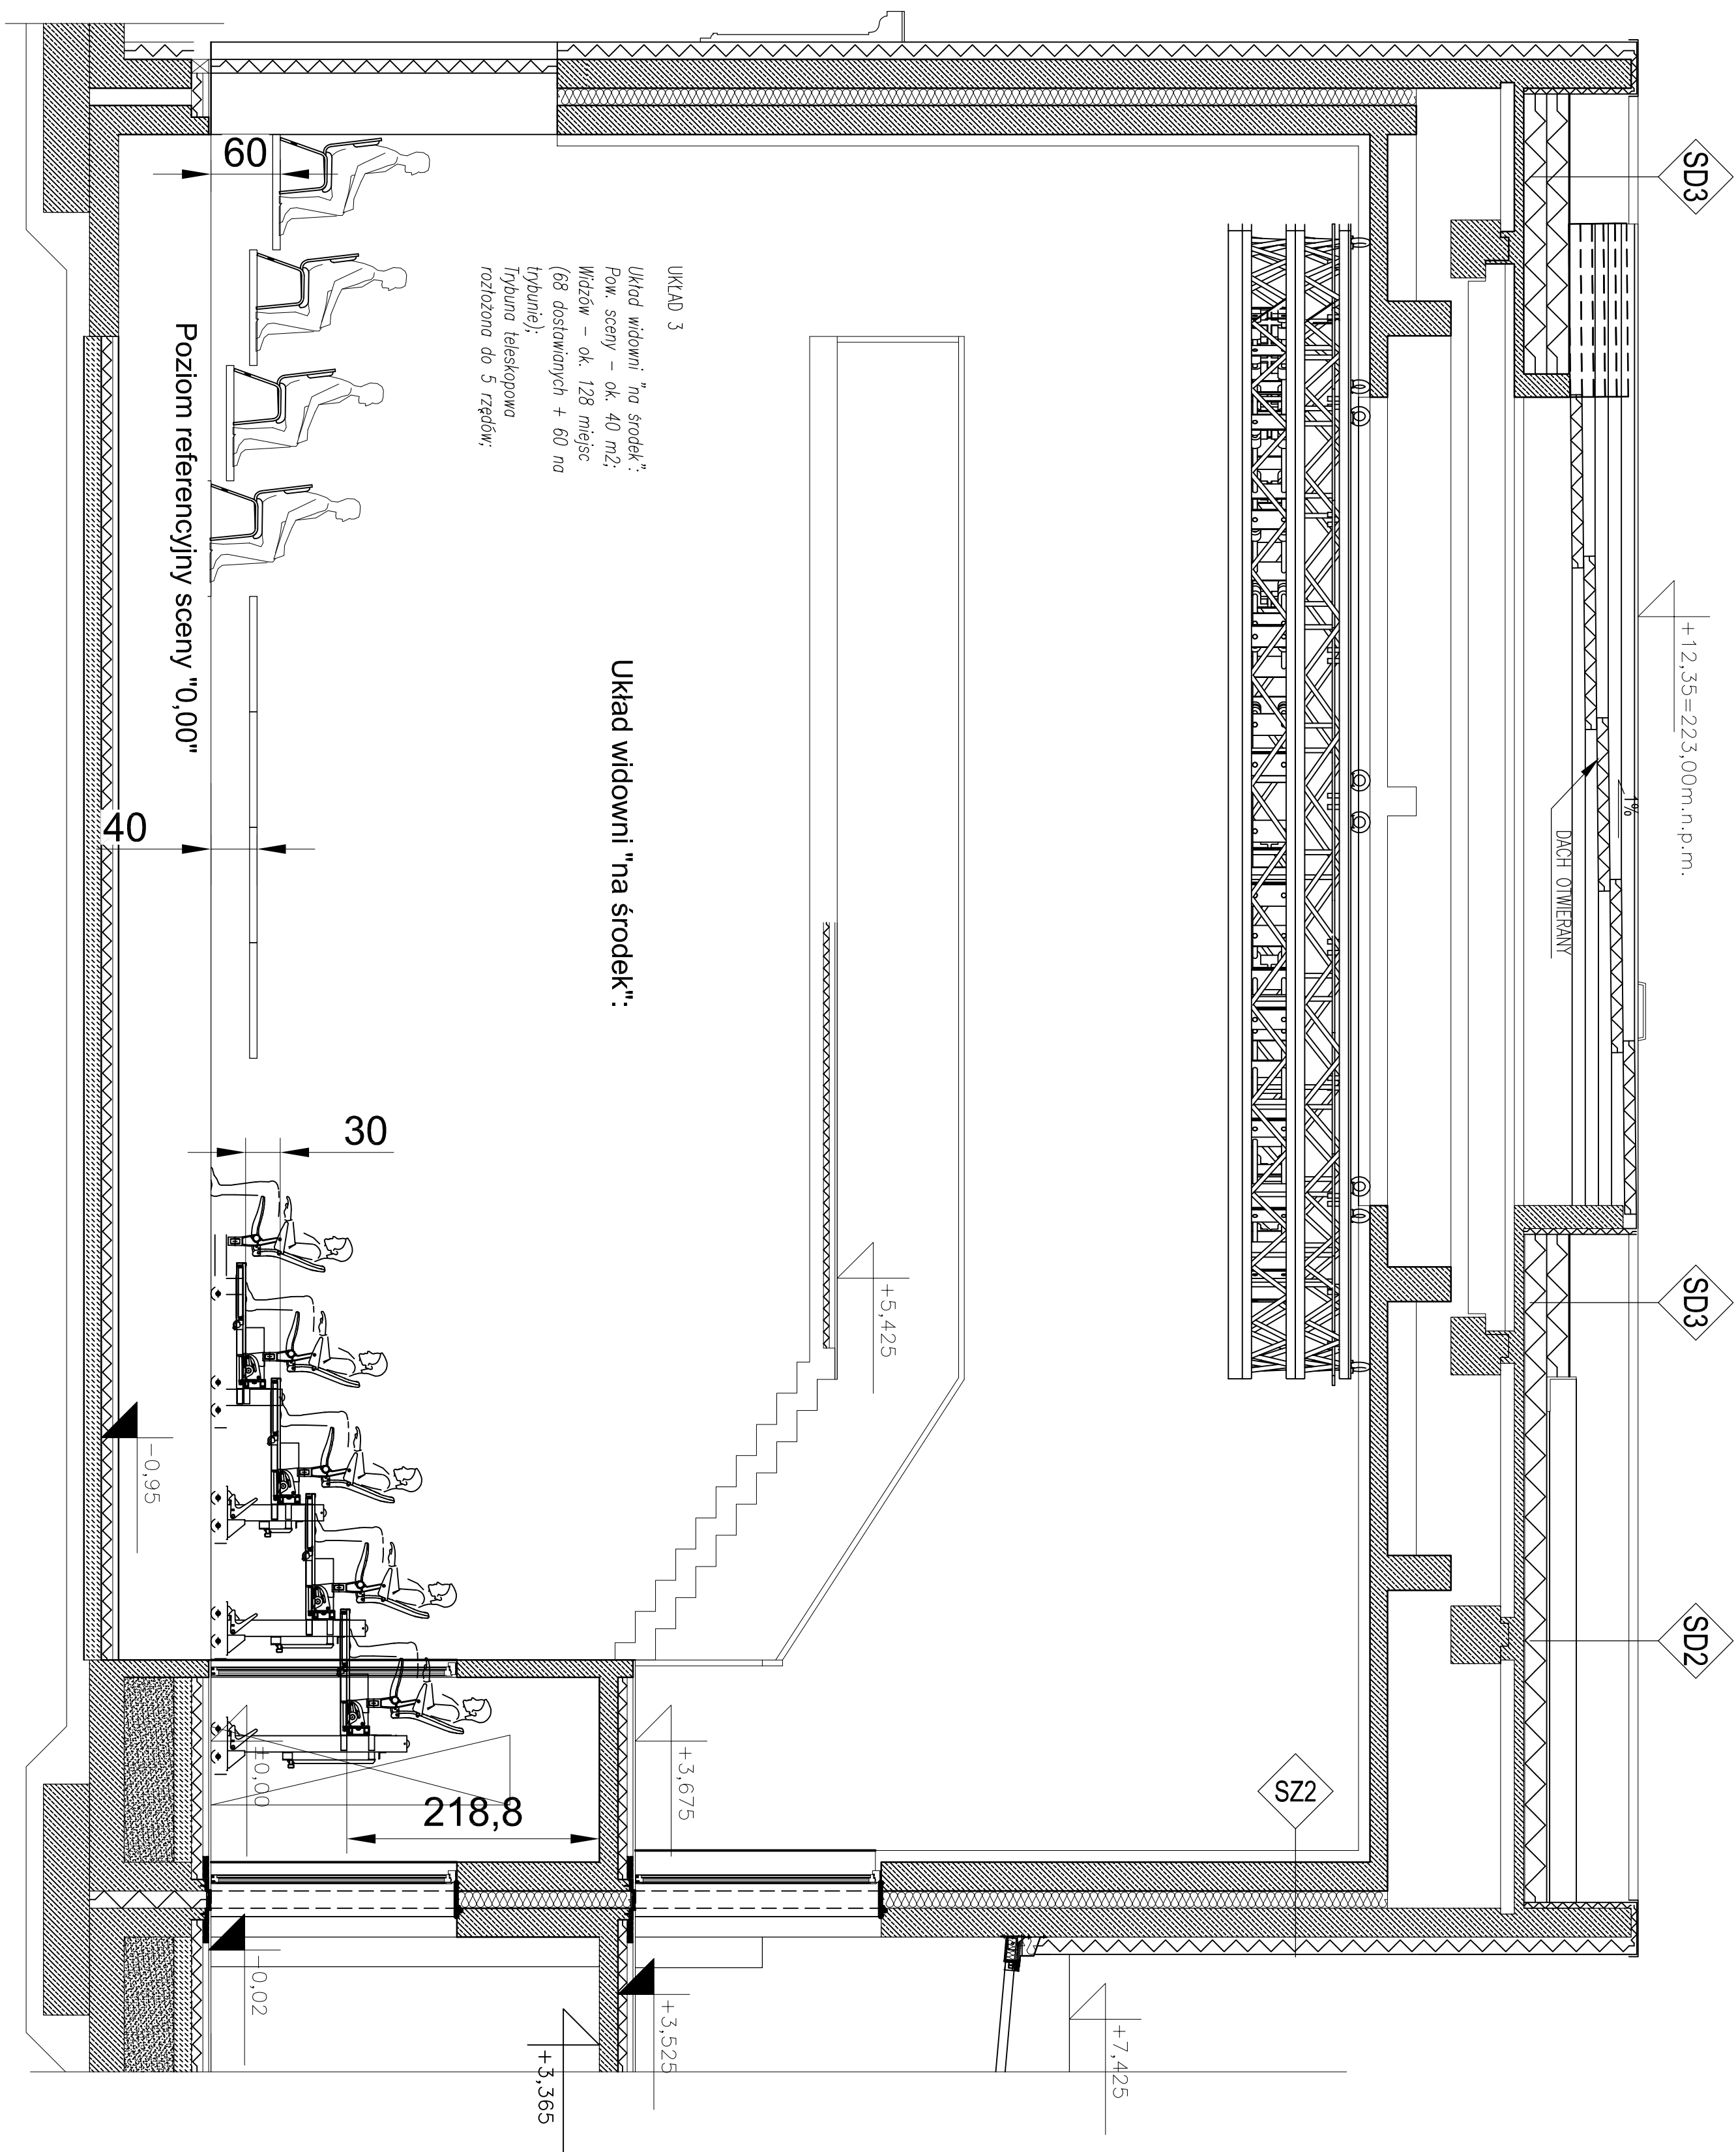 SD3
SD3
SD2
+12,35=223,00m.n.p.m.
1%
DACH OTWIERANY
SZ2
+7,425
+5,425
UKŁAD 3
Układ widowni "na środek":
Pow. sceny – ok. 40 m2;
Widzów – ok. 128 miejsc
(68 dostawianych + 60 na
trybunie);
Trybuna teleskopowa
rozłożona do 5 rzędów;
Układ widowni "na środek":
+3,675
+3,525
+3,365
218,8
30
60
40
±0,00
-0,02
-0,95
Poziom referencyjny sceny "0,00"